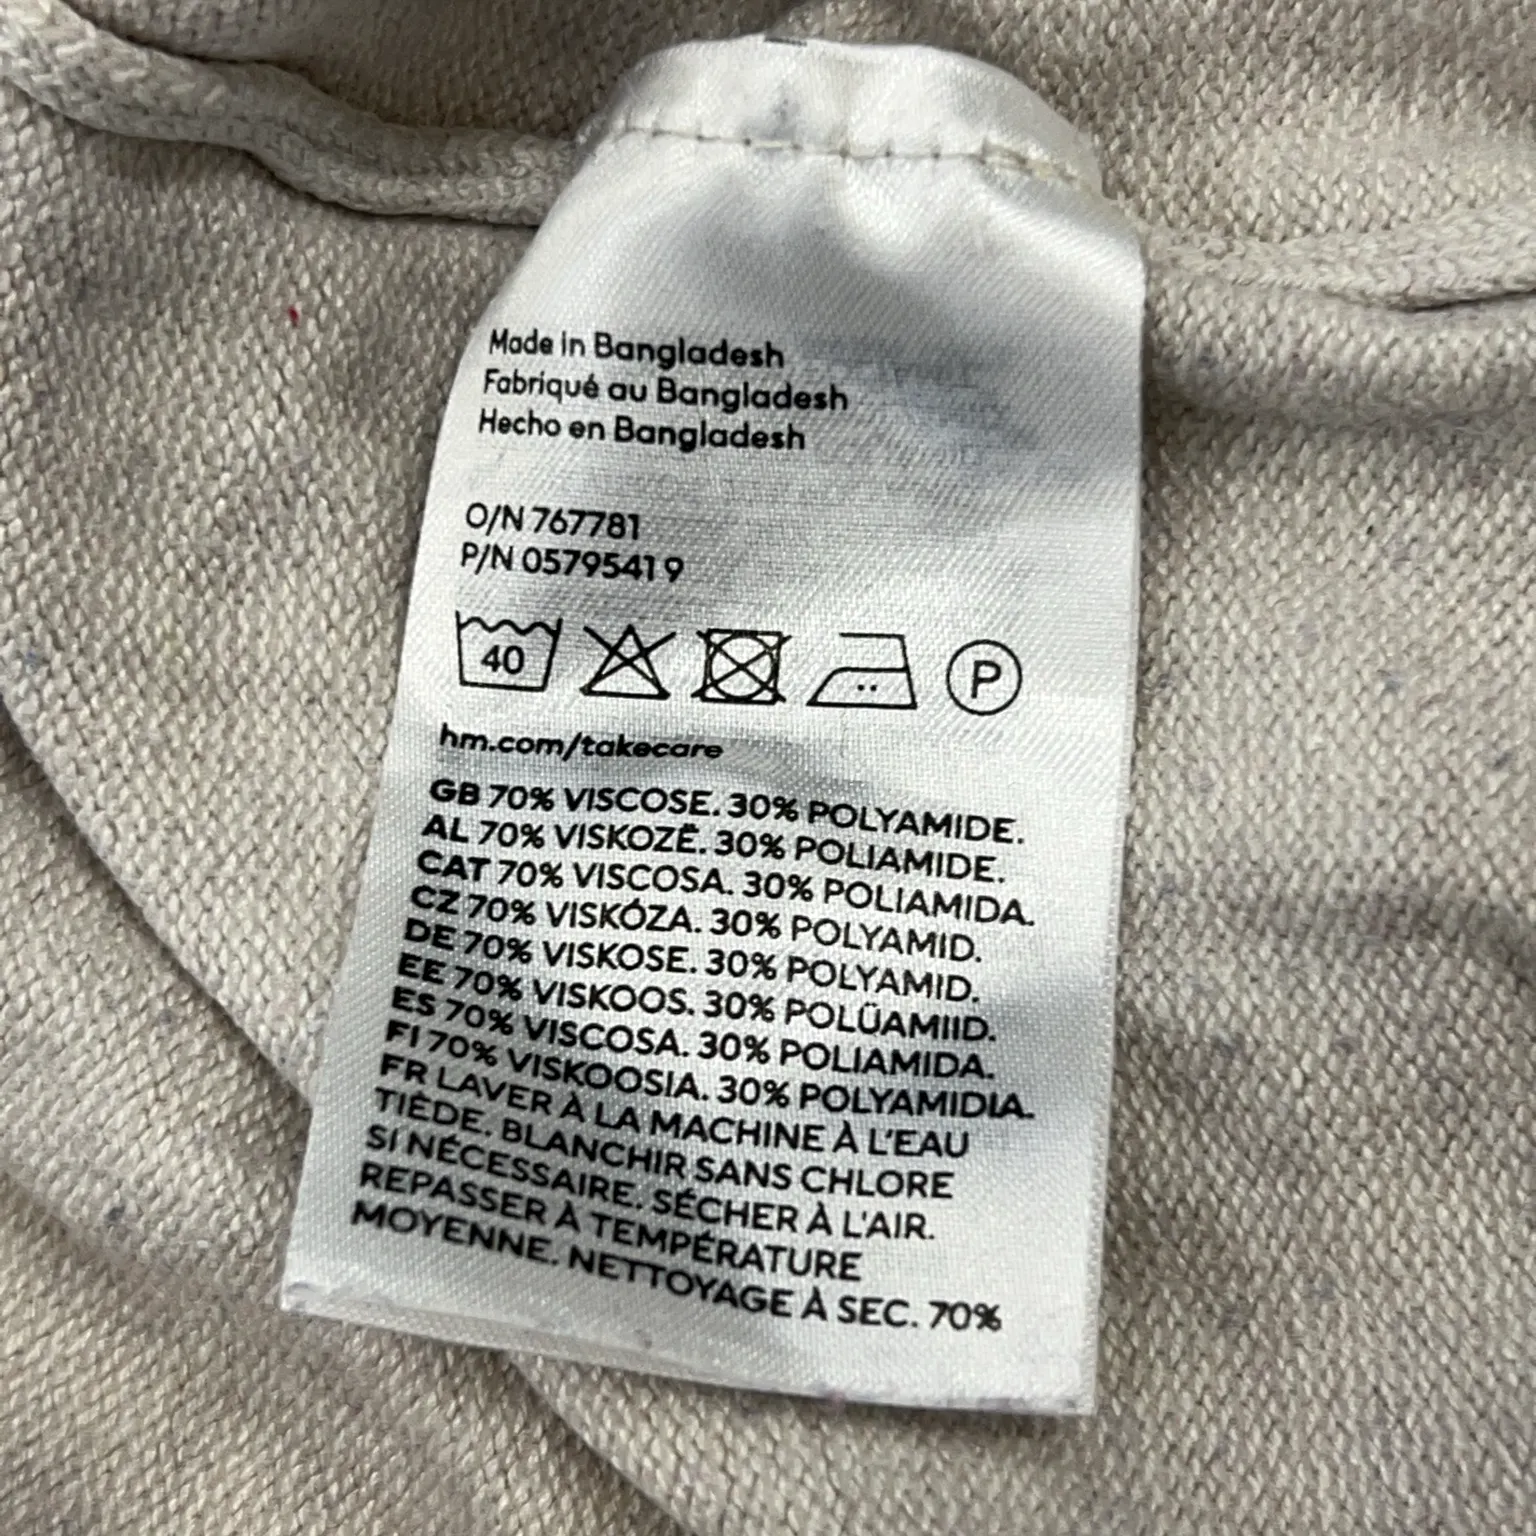 Made in Bangladesh
Fabriqué au Bangladesh
Hecho en Bangladesh
O/N 767781
P/N 0579541 9
40
P
hm.com/takecare
GB 70% VISCOSE. 30% POLYAMIDE.
AL 70% VISKOZË. 30% POLIAMIDE.
CAT 70% VISCOSA. 30% POLIAMIDA.
CZ 70% VISKÓZA. 30% POLYAMID.
DE 70% VISKOSE. 30% POLYAMID.
EE 70% VISKOOS. 30% POLÜAMIID.
ES 70% VISCOSA. 30% POLIAMIDA.
FI 70% VISKOOSIA. 30% POLYAMIDIA.
FR LAVER À LA MACHINE À L'EAU
TIÈDE. BLANCHIR SANS CHLORE
SI NÉCESSAIRE. SÉCHER À L'AIR.
REPASSER À TEMPÉRATURE
MOYENNE. NETTOYAGE À SEC. 70%